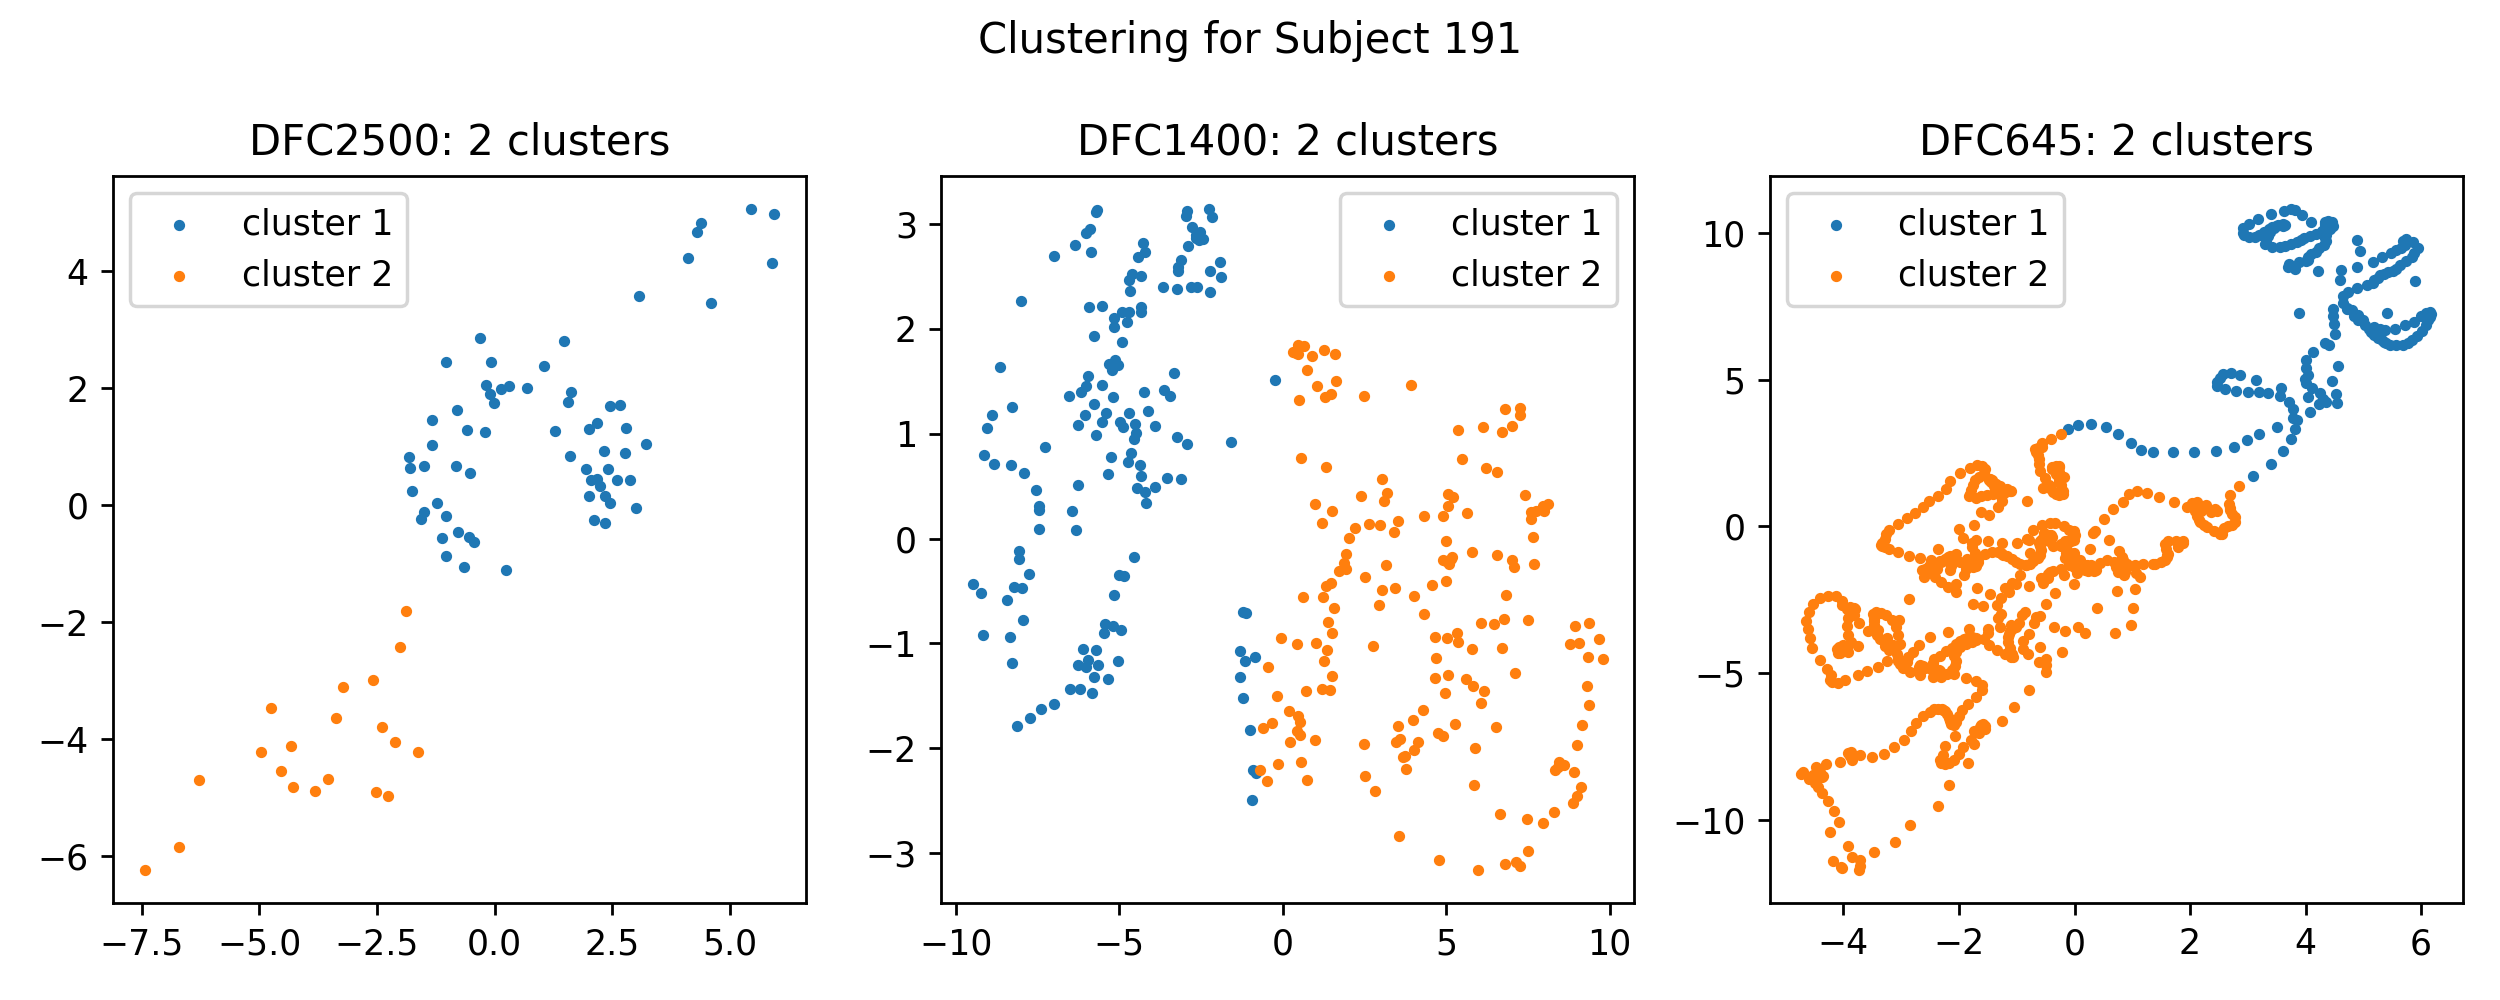 Clustering for Subject 191
DFC2500: 2 clusters
cluster 1
cluster 2
4
2
0
−2
−4
−6
−7.5 −5.0 −2.5 0.0 2.5 5.0
DFC1400: 2 clusters
cluster 1
cluster 2
3
2
1
0
−1
−2
−3
−10 −5 0 5 10
DFC645: 2 clusters
cluster 1
cluster 2
10
5
0
−5
−10
−4 −2 0 2 4 6